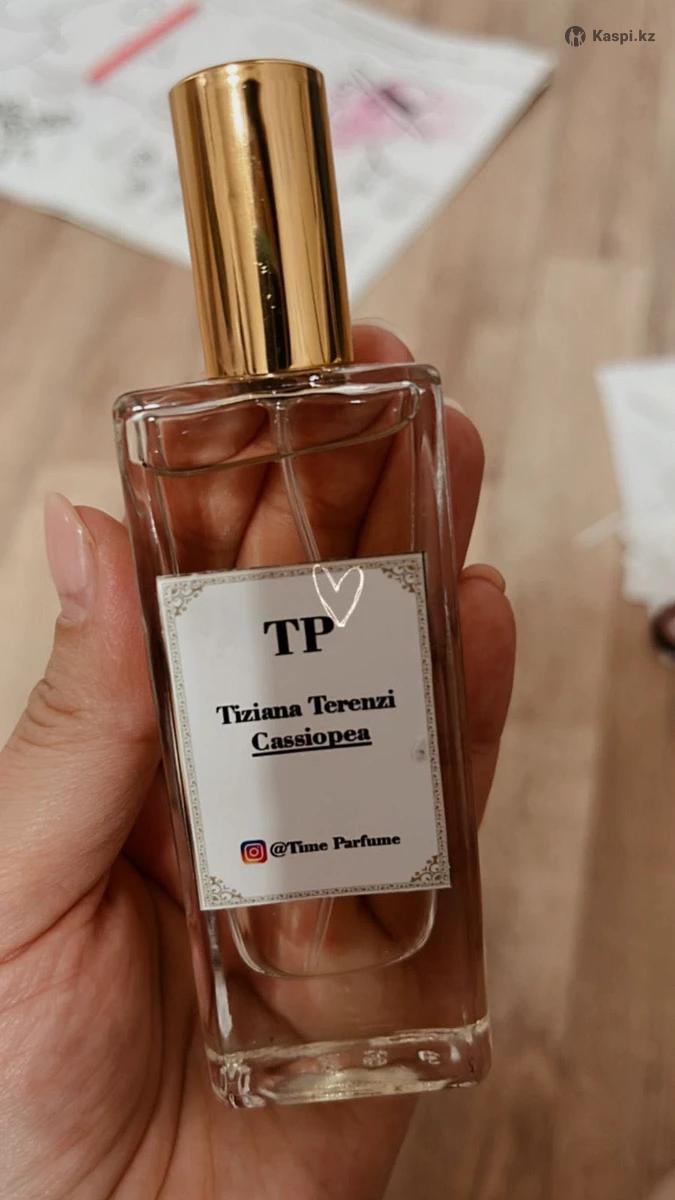 Kaspi.kz
TP
Tiziana Terenzi
Cassiopea
@Time Parfume